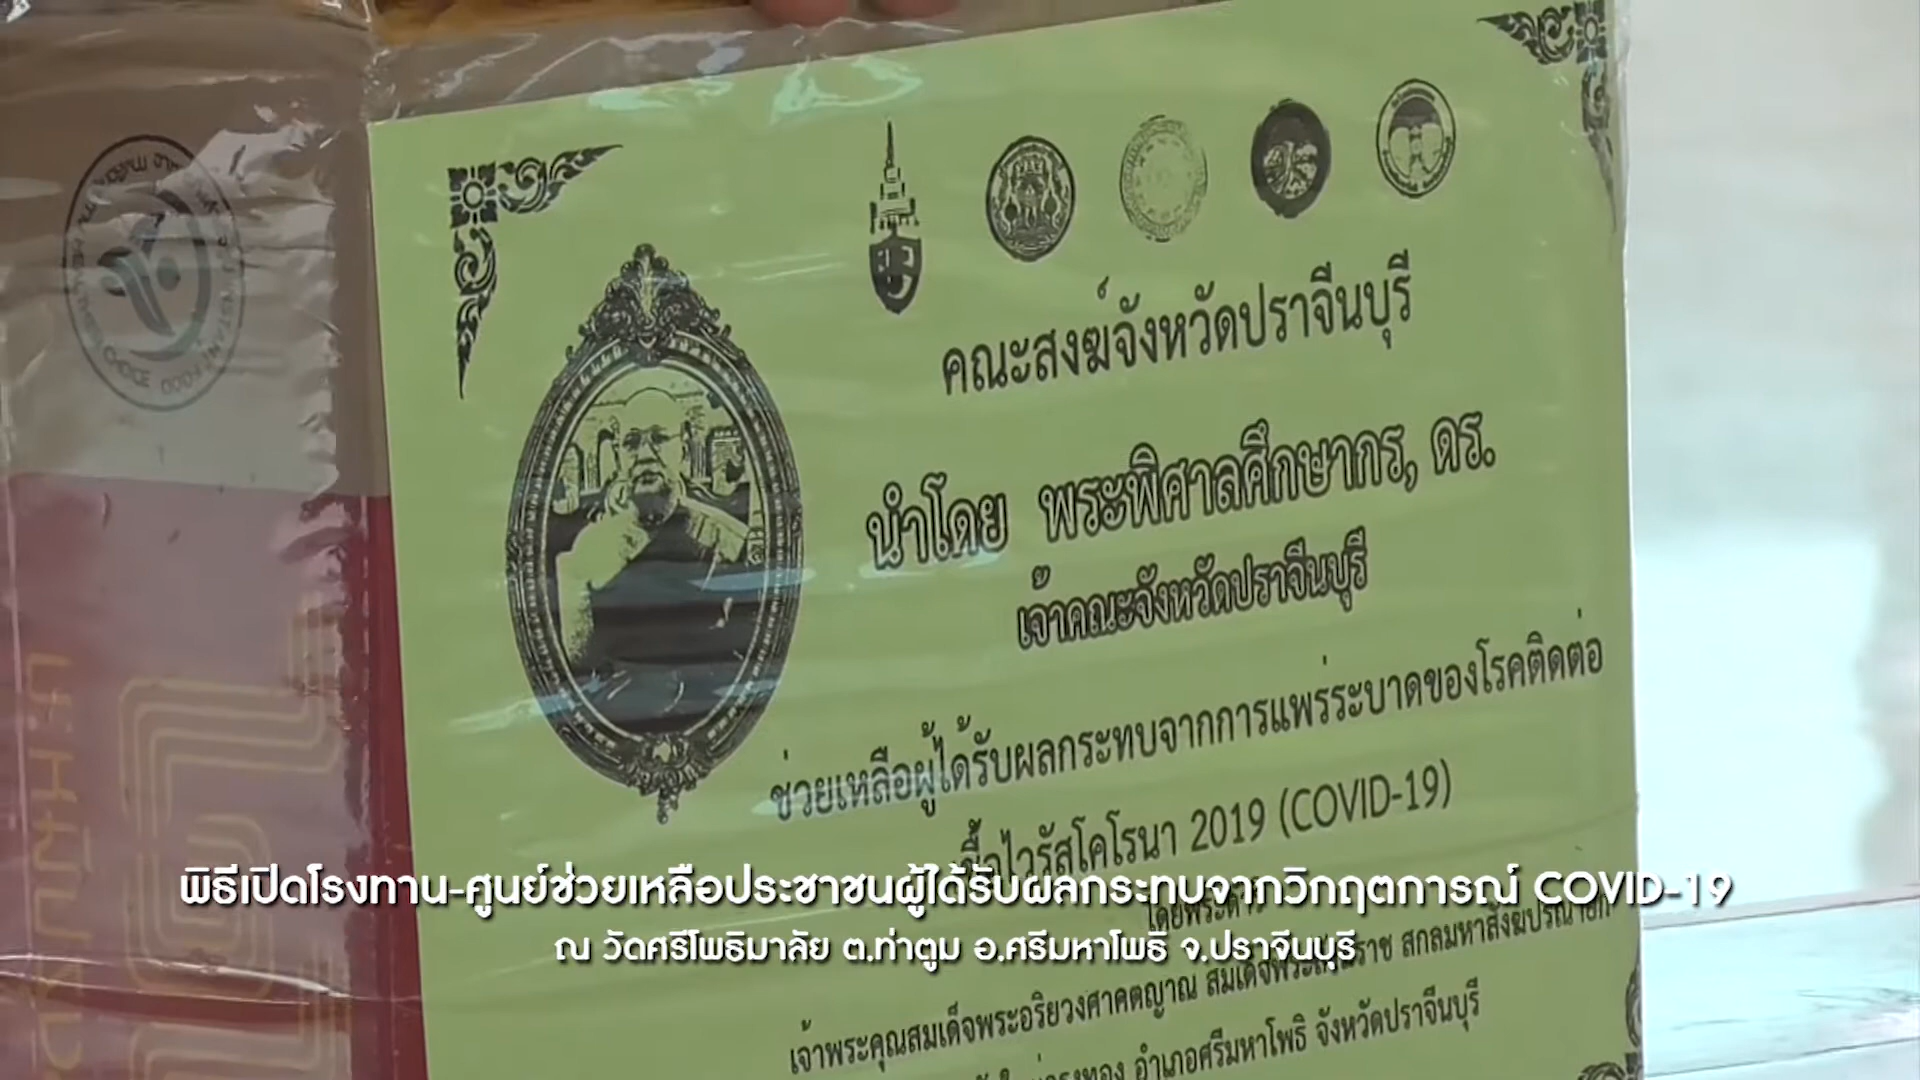 คณะสงฆ์จังหวัดปราจีนบุรี
นำโดย พระพิศาลศึกษากร, ดร.
เจ้าคณะจังหวัดปราจีนบุรี
ช่วยเหลือผู้ได้รับผลกระทบจากการแพร่ระบาดของโรคติดต่อ
ไวรัสโคโรนา 2019 (COVID-19)
พิธีเปิดโรงทาน-ศูนย์ช่วยเหลือประชาชนผู้ได้รับผลกระทบจากวิกฤตการณ์ COVID-19
โดยพระดำริ
ณ วัดศรีโพธิมาลัย ต.ท่าตูม อ.ศรีมหาโพธิ จ.ปราจีนบุรี
เจ้าพระคุณสมเด็จพระอริยวงศาคตญาณ สมเด็จพระสังฆราช สกลมหาสังฆปริณายก
อำเภอศรีมหาโพธิ จังหวัดปราจีนบุรี